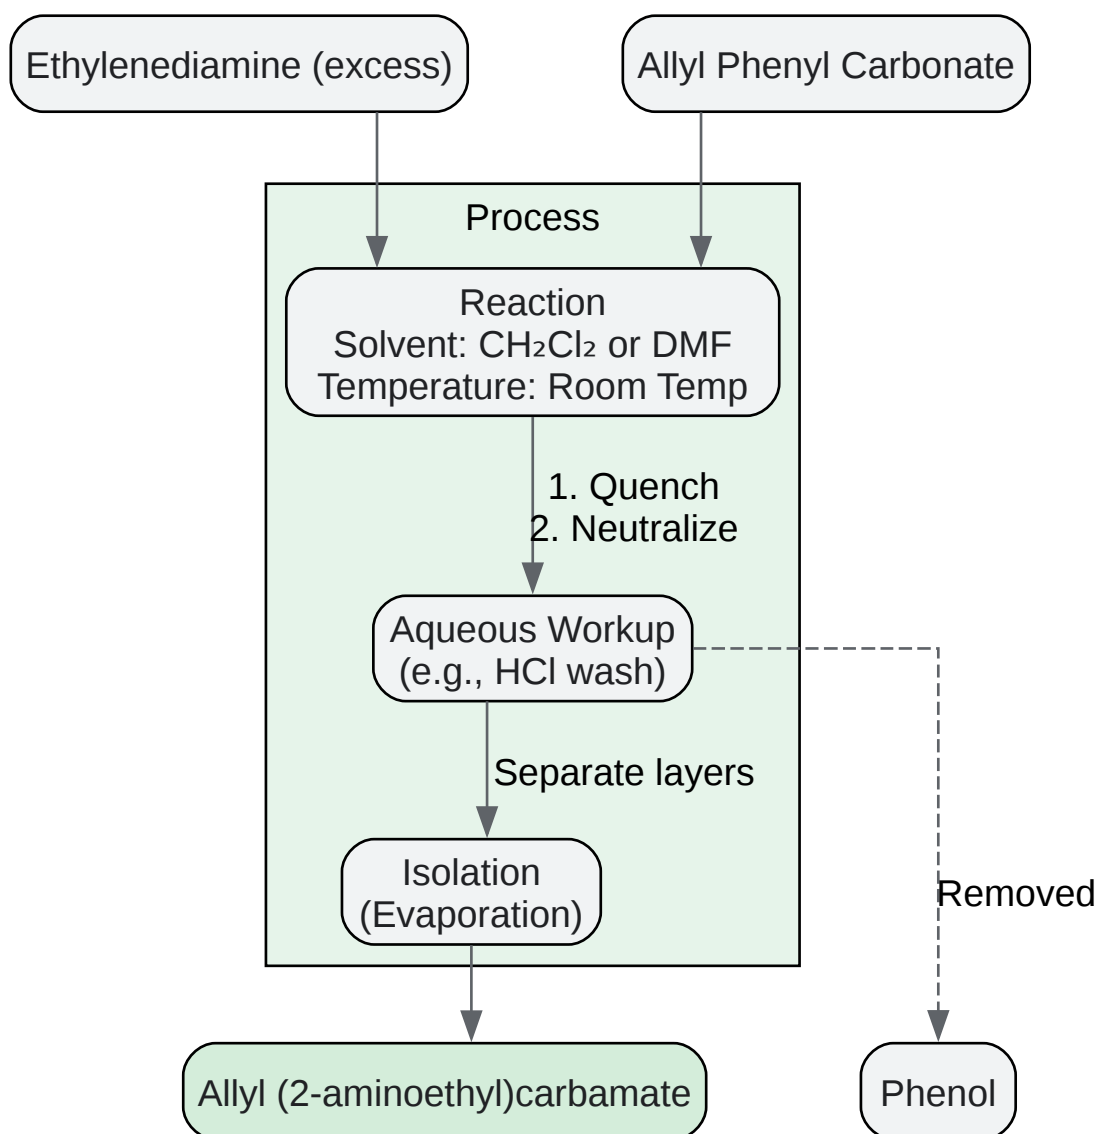 Ethylenediamine (excess)
Allyl Phenyl Carbonate
Process
Reaction
Solvent: CH₂Cl₂ or DMF
Temperature: Room Temp
1. Quench
2. Neutralize
Aqueous Workup
(e.g., HCl wash)
Separate layers
Isolation
(Evaporation)
Removed
Allyl (2-aminoethyl)carbamate
Phenol